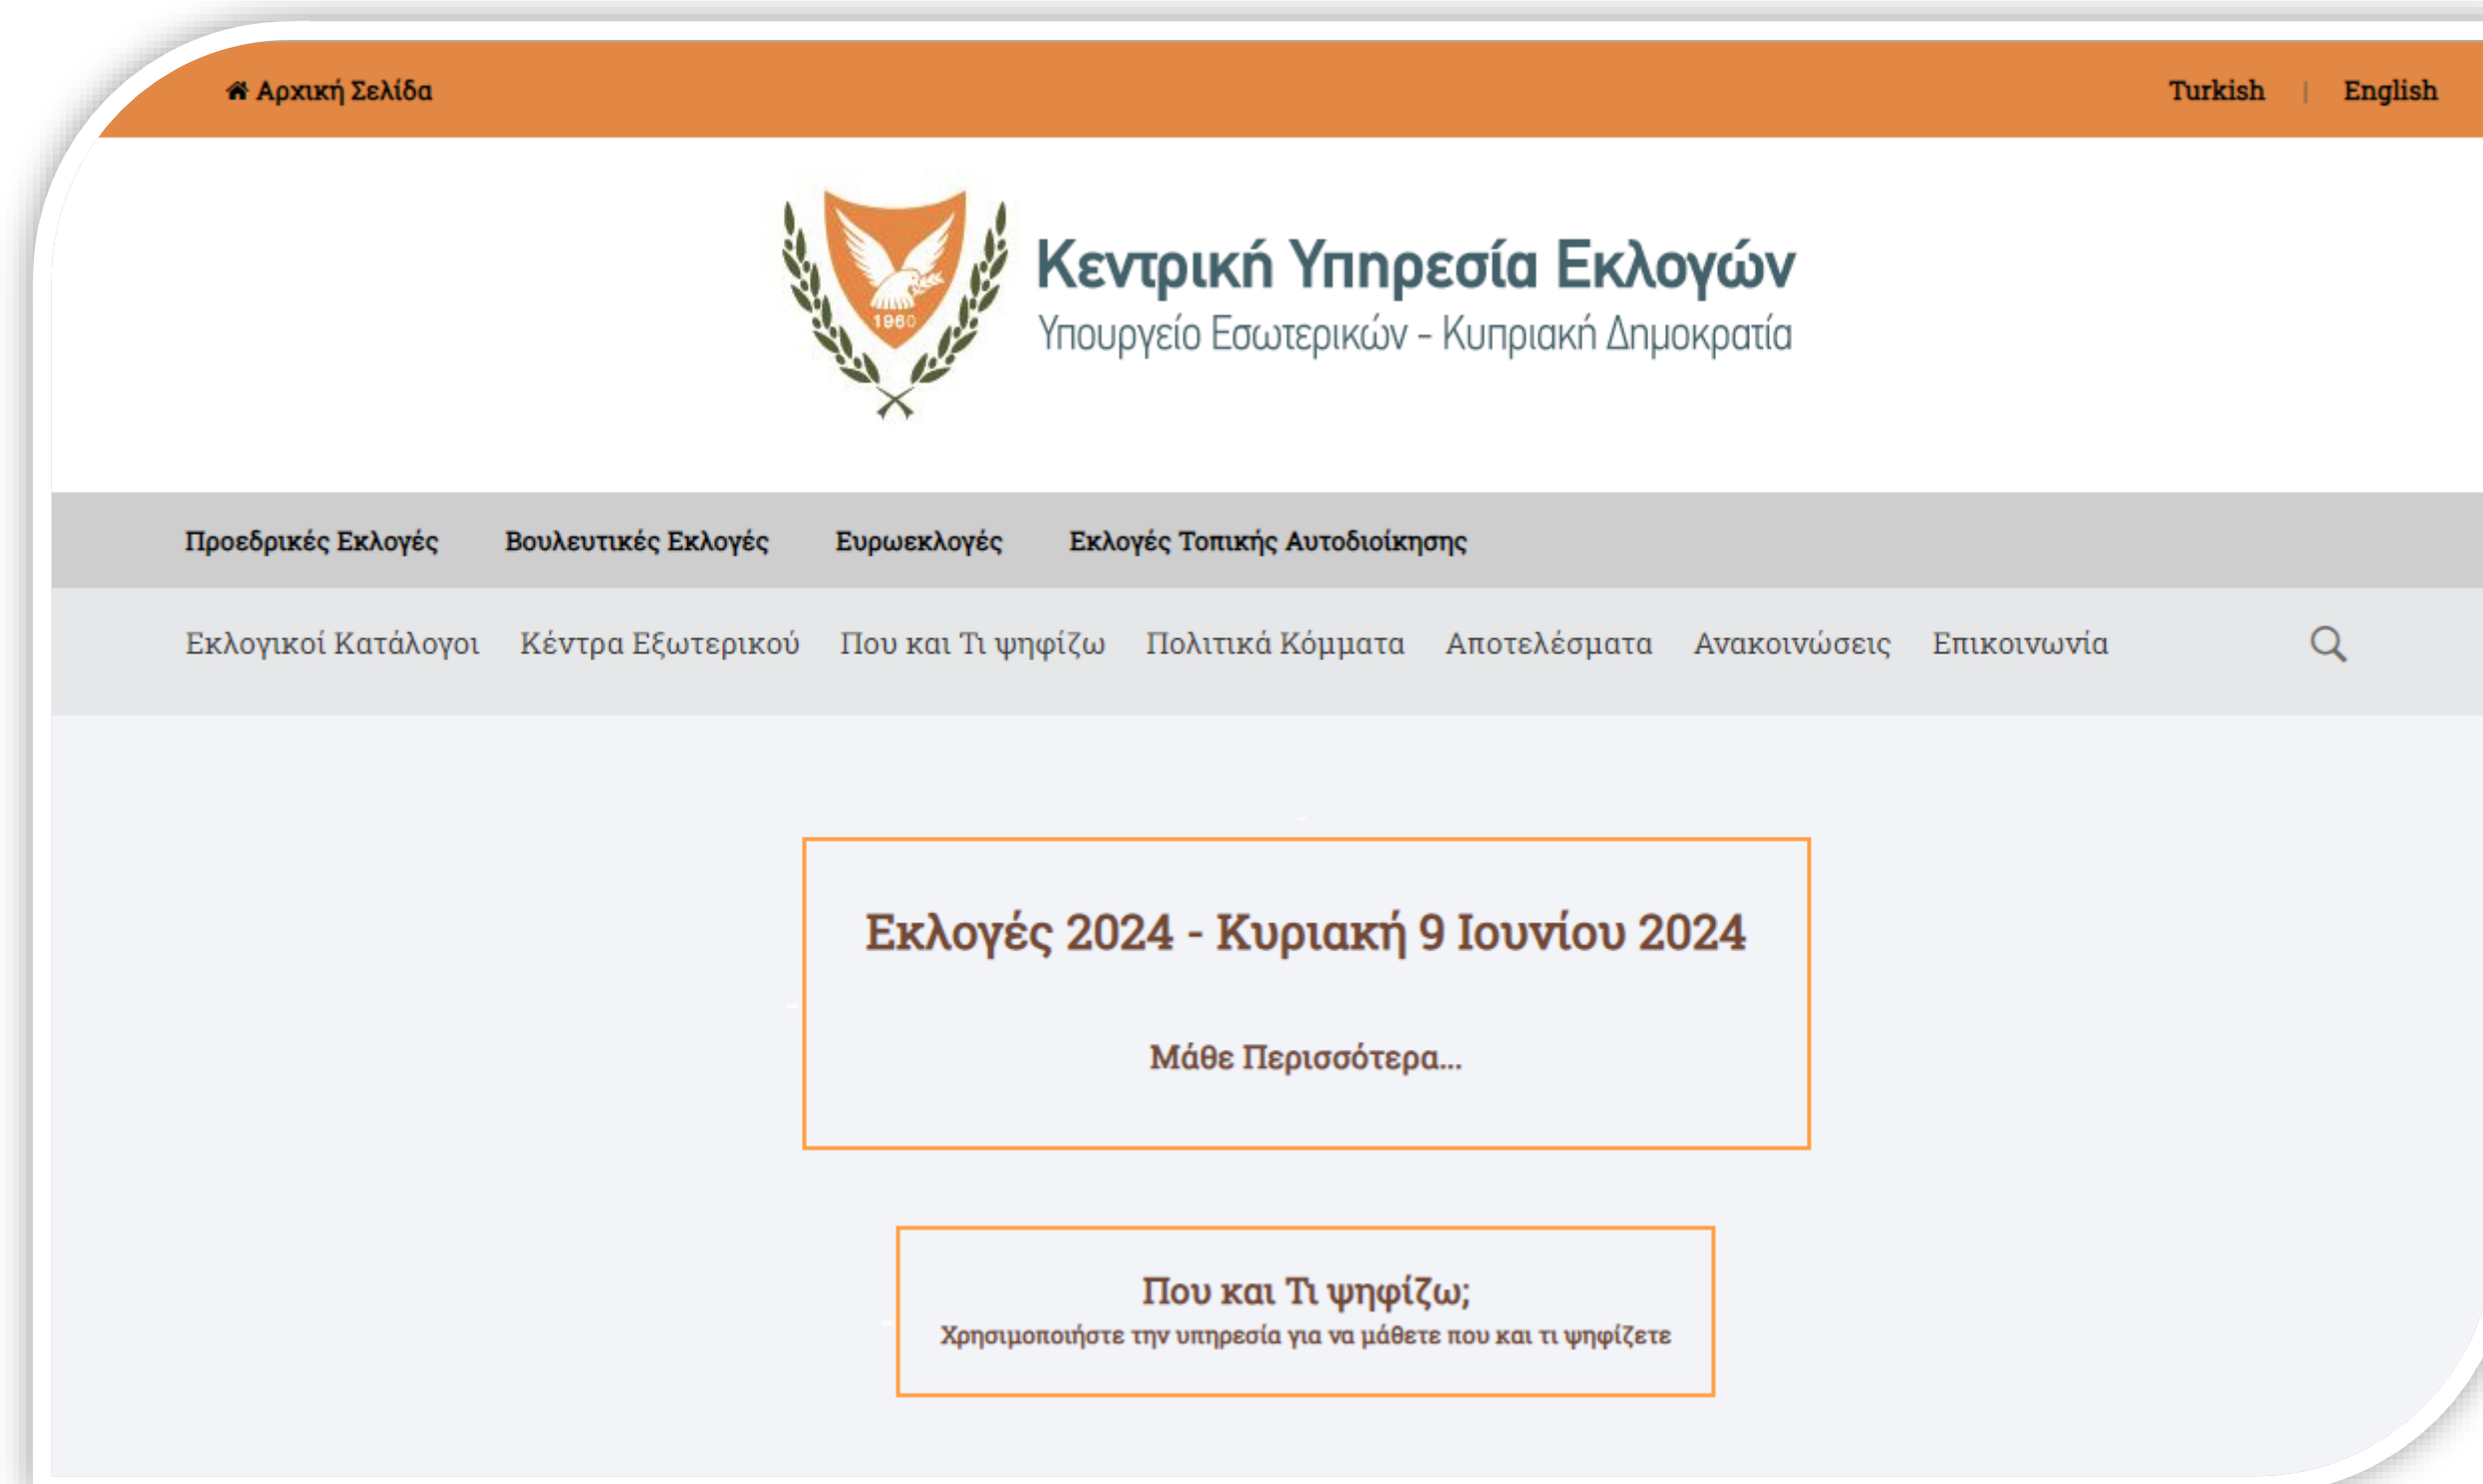 Αρχική Σελίδα
Turkish | English
1960
Κεντρική Υπηρεσία Εκλογών
Υπουργείο Εσωτερικών - Κυπριακή Δημοκρατία
Προεδρικές Εκλογές Βουλευτικές Εκλογές Ευρωεκλογές Εκλογές Τοπικής Αυτοδιοίκησης
Εκλογικοί Κατάλογοι Κέντρα Εξωτερικού Που και Τι ψηφίζω Πολιτικά Κόμματα Αποτελέσματα Ανακοινώσεις Επικοινωνία
Εκλογές 2024 - Κυριακή 9 Ιουνίου 2024
Μάθε Περισσότερα...
Που και Τι ψηφίζω;
Χρησιμοποιήστε την υπηρεσία για να μάθετε που και τι ψηφίζετε